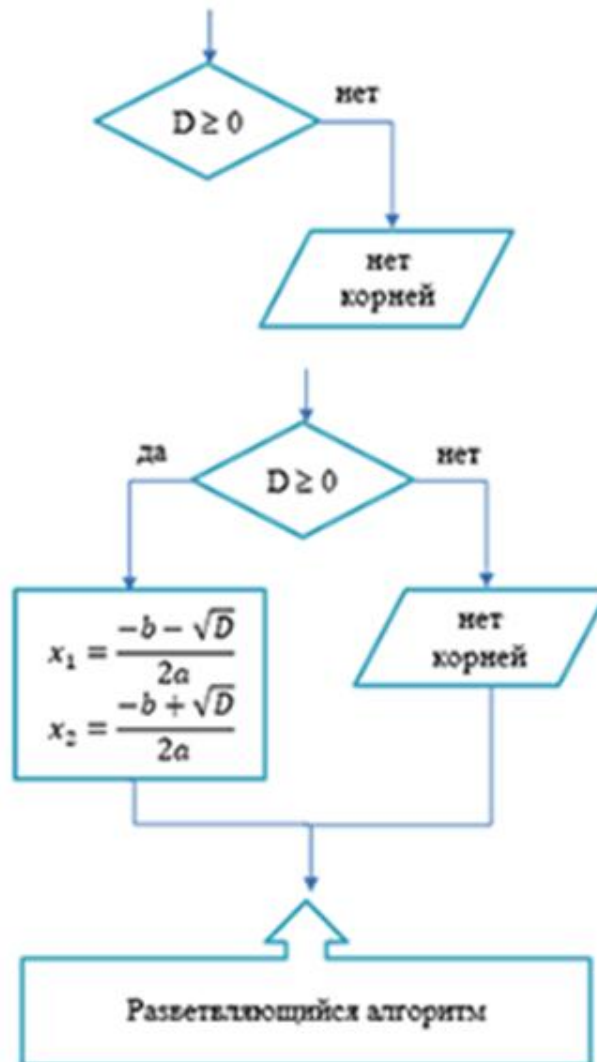 нет
D ≥ 0
нет
корней
да
нет
D ≥ 0
x₁ = (-b - √D) / 2a
x₂ = (-b + √D) / 2a
нет
корней
Разветвляющийся алгоритм